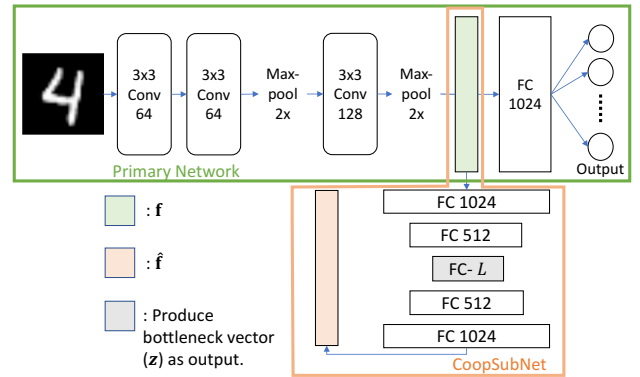 4
3x3
Conv
64
3x3
Conv
64
Max-
pool
2x
3x3
Conv
128
Max-
pool
2x
FC
1024
Output
Primary Network
: f
: f̂
: Produce
bottleneck vector
(z) as output.
FC 1024
FC 512
FC- L
FC 512
FC 1024
CoopSubNet